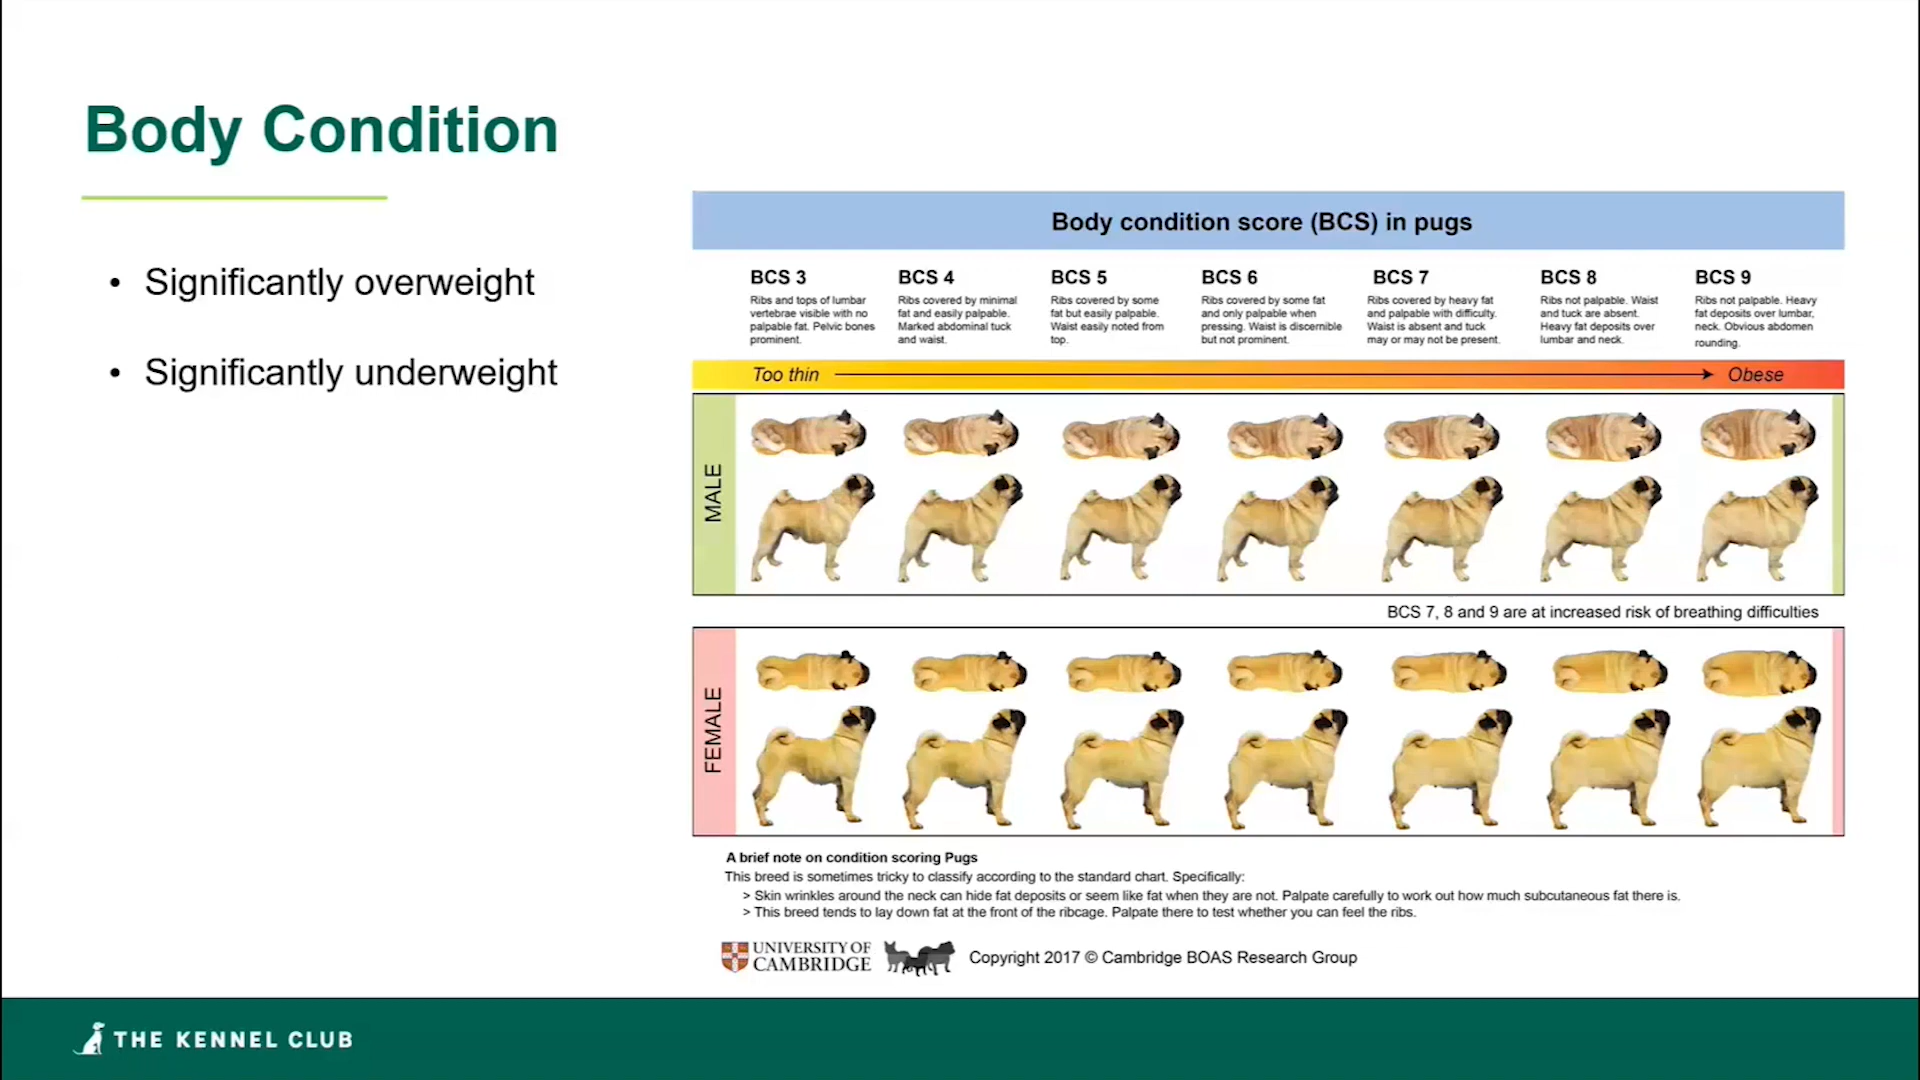 Body Condition
• Significantly overweight
• Significantly underweight
Body condition score (BCS) in pugs
BCS 3
Ribs and tops of lumbar
vertebrae visible with no
palpable fat. Pelvic bones
prominent.
BCS 4
Ribs covered by minimal
fat and easily palpable.
Marked abdominal tuck
and waist.
BCS 5
Ribs covered by some
fat but easily palpable.
Waist easily noted from
top.
BCS 6
Ribs covered by some fat
and only palpable when
pressing. Waist is discernible
but not prominent.
BCS 7
Ribs covered by heavy fat
and palpable with difficulty.
Waist is absent and tuck
may or may not be present.
BCS 8
Ribs not palpable. Waist
and tuck are absent.
Heavy fat deposits over
lumbar and neck.
BCS 9
Ribs not palpable. Heavy
fat deposits over lumbar,
neck. Obvious abdomen
rounding.
Too thin
Obese
MALE
BCS 7, 8 and 9 are at increased risk of breathing difficulties
FEMALE
A brief note on condition scoring Pugs
This breed is sometimes tricky to classify according to the standard chart. Specifically:
> Skin wrinkles around the neck can hide fat deposits or seem like fat when they are not. Palpate carefully to work out how much subcutaneous fat there is.
> This breed tends to lay down fat at the front of the ribcage. Palpate there to test whether you can feel the ribs.
UNIVERSITY OF
CAMBRIDGE
Copyright 2017 © Cambridge BOAS Research Group
THE KENNEL CLUB